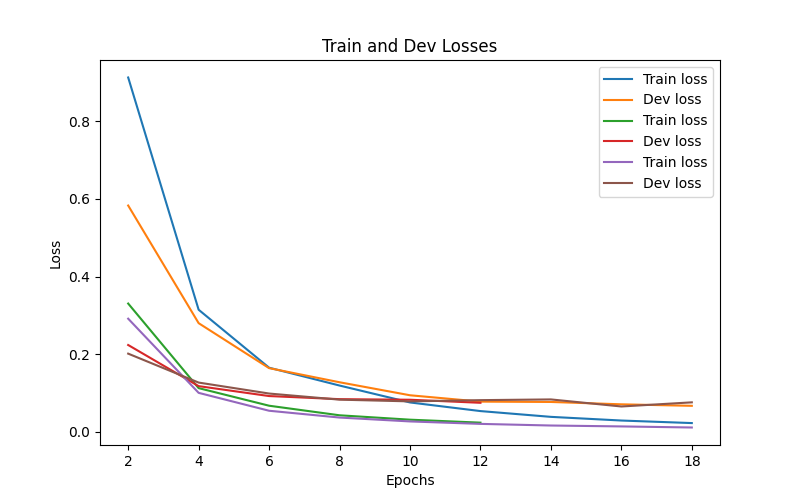 Train and Dev Losses
Train loss
Dev loss
Train loss
Dev loss
Train loss
Dev loss
0.8
0.6
0.4
0.2
0.0
Loss
2 4 6 8 10 12 14 16 18
Epochs